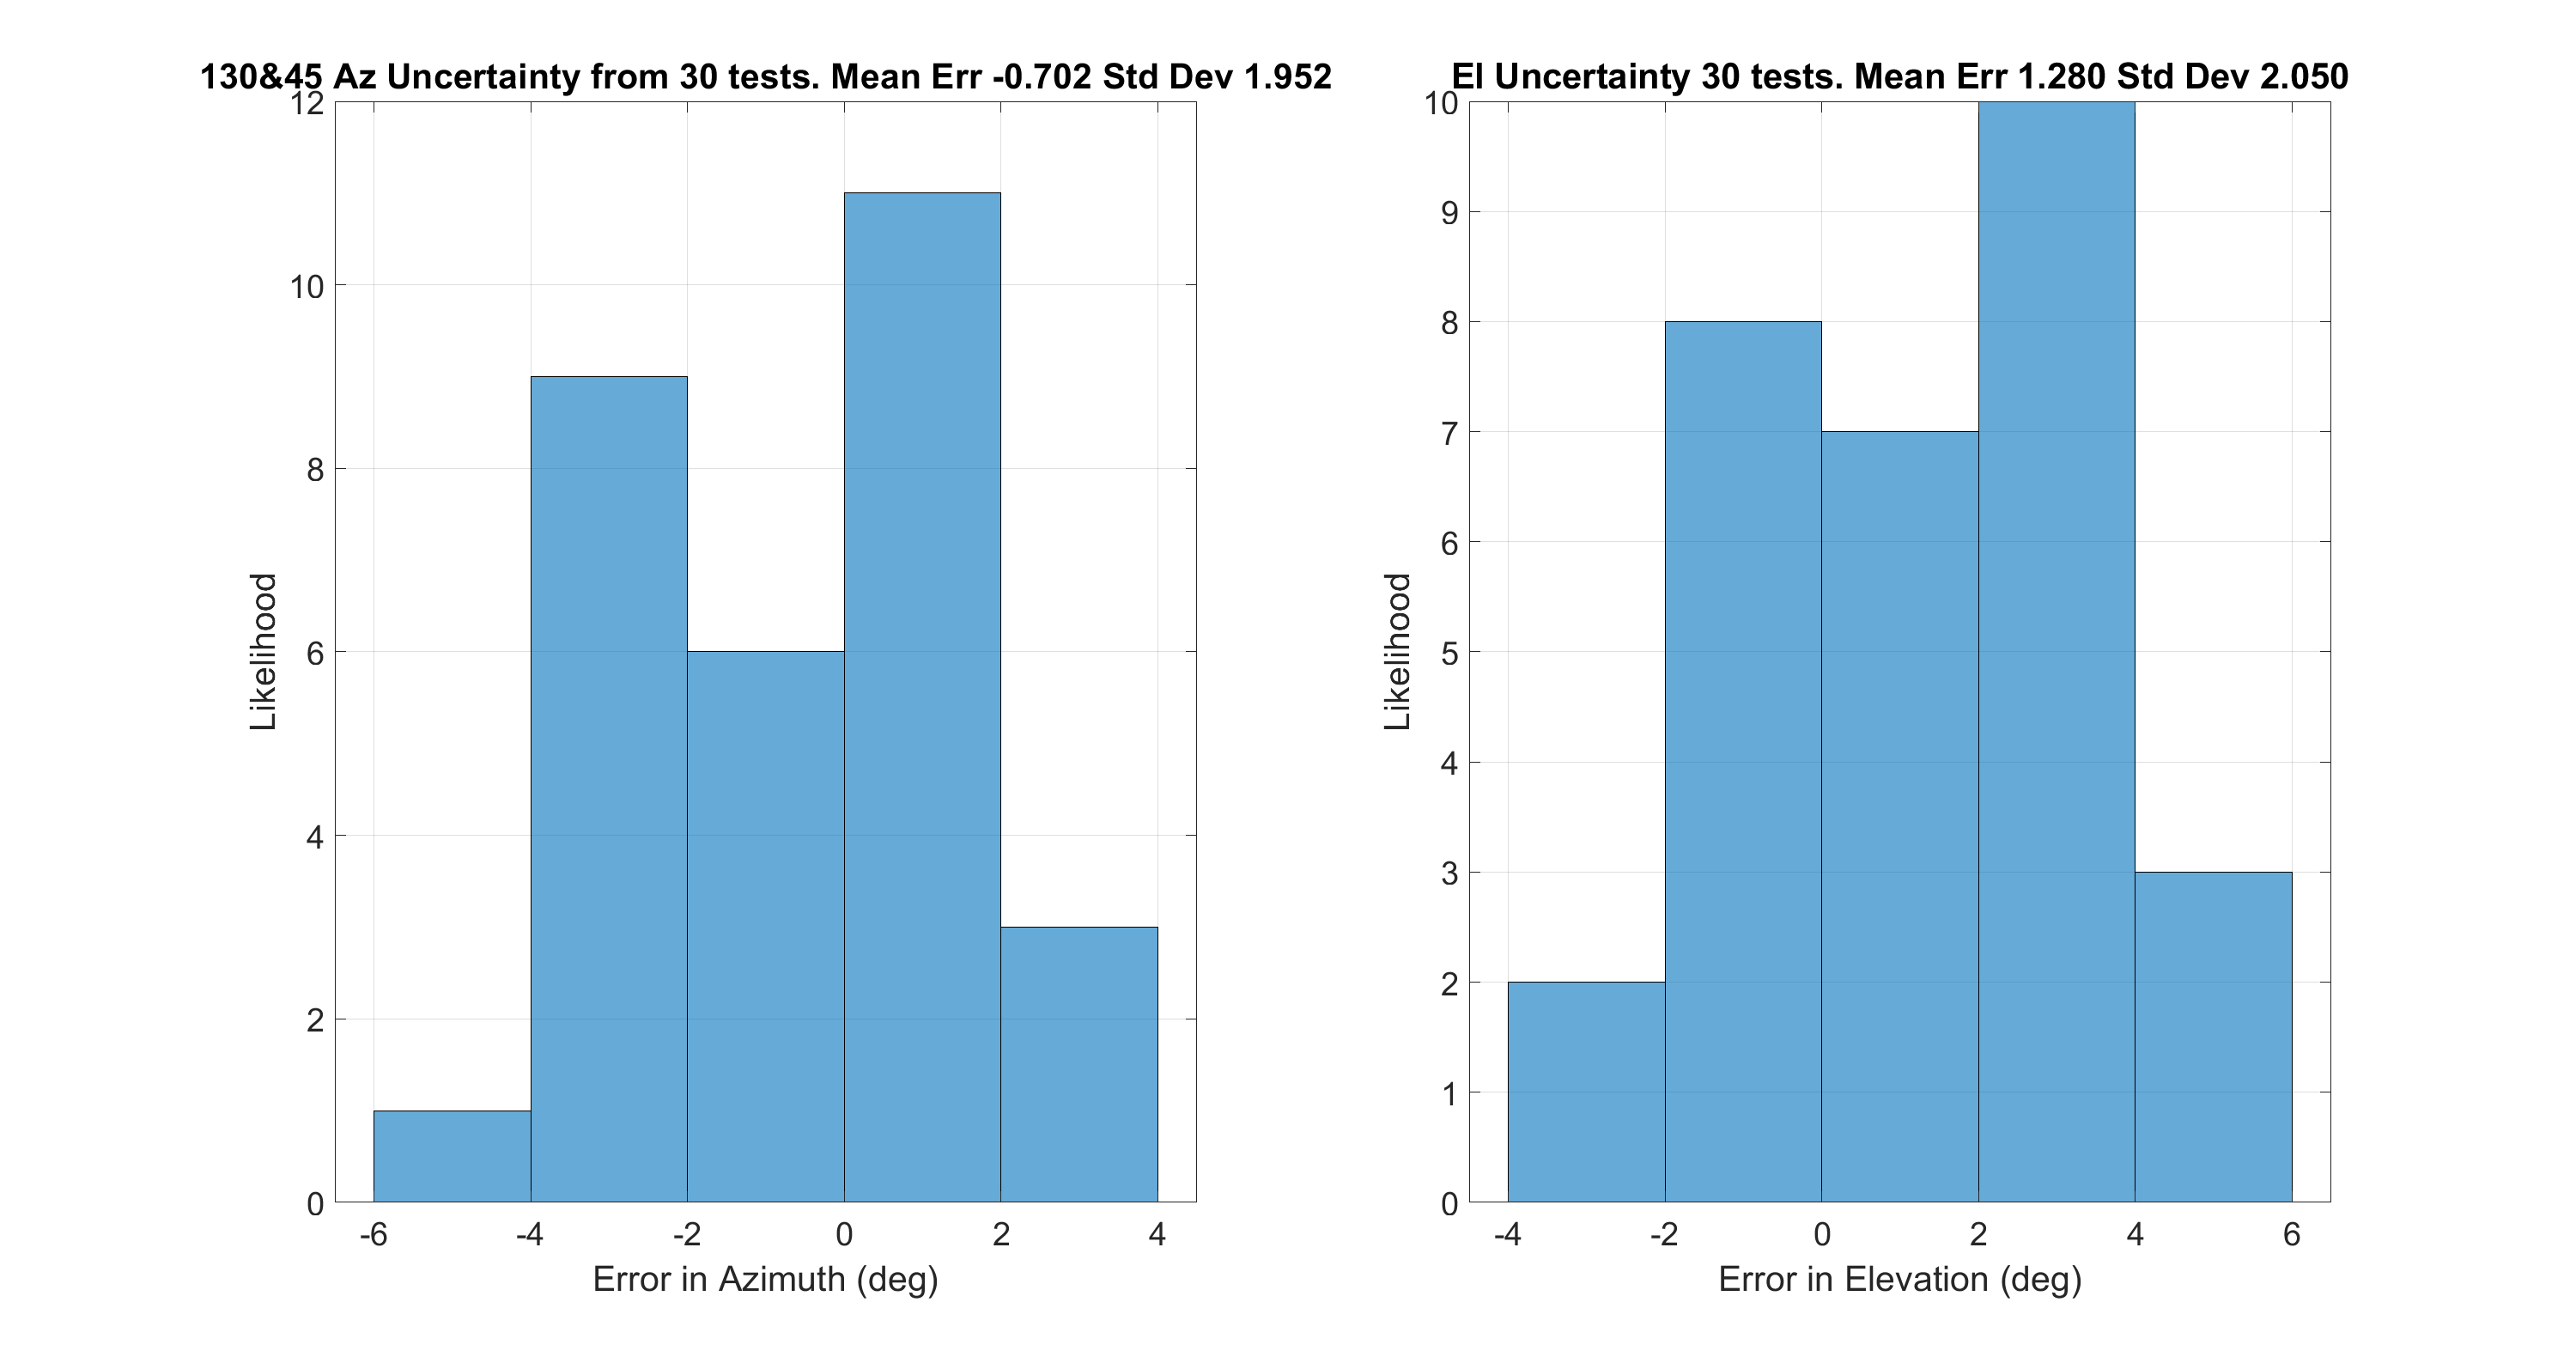 130&45 Az Uncertainty from 30 tests. Mean Err -0.702 Std Dev 1.952
12
10
8
6
4
2
0
Likelihood
-6 -4 -2 0 2 4
Error in Azimuth (deg)
El Uncertainty 30 tests. Mean Err 1.280 Std Dev 2.050
10
9
8
7
6
5
4
3
2
1
0
Likelihood
-4 -2 0 2 4 6
Error in Elevation (deg)